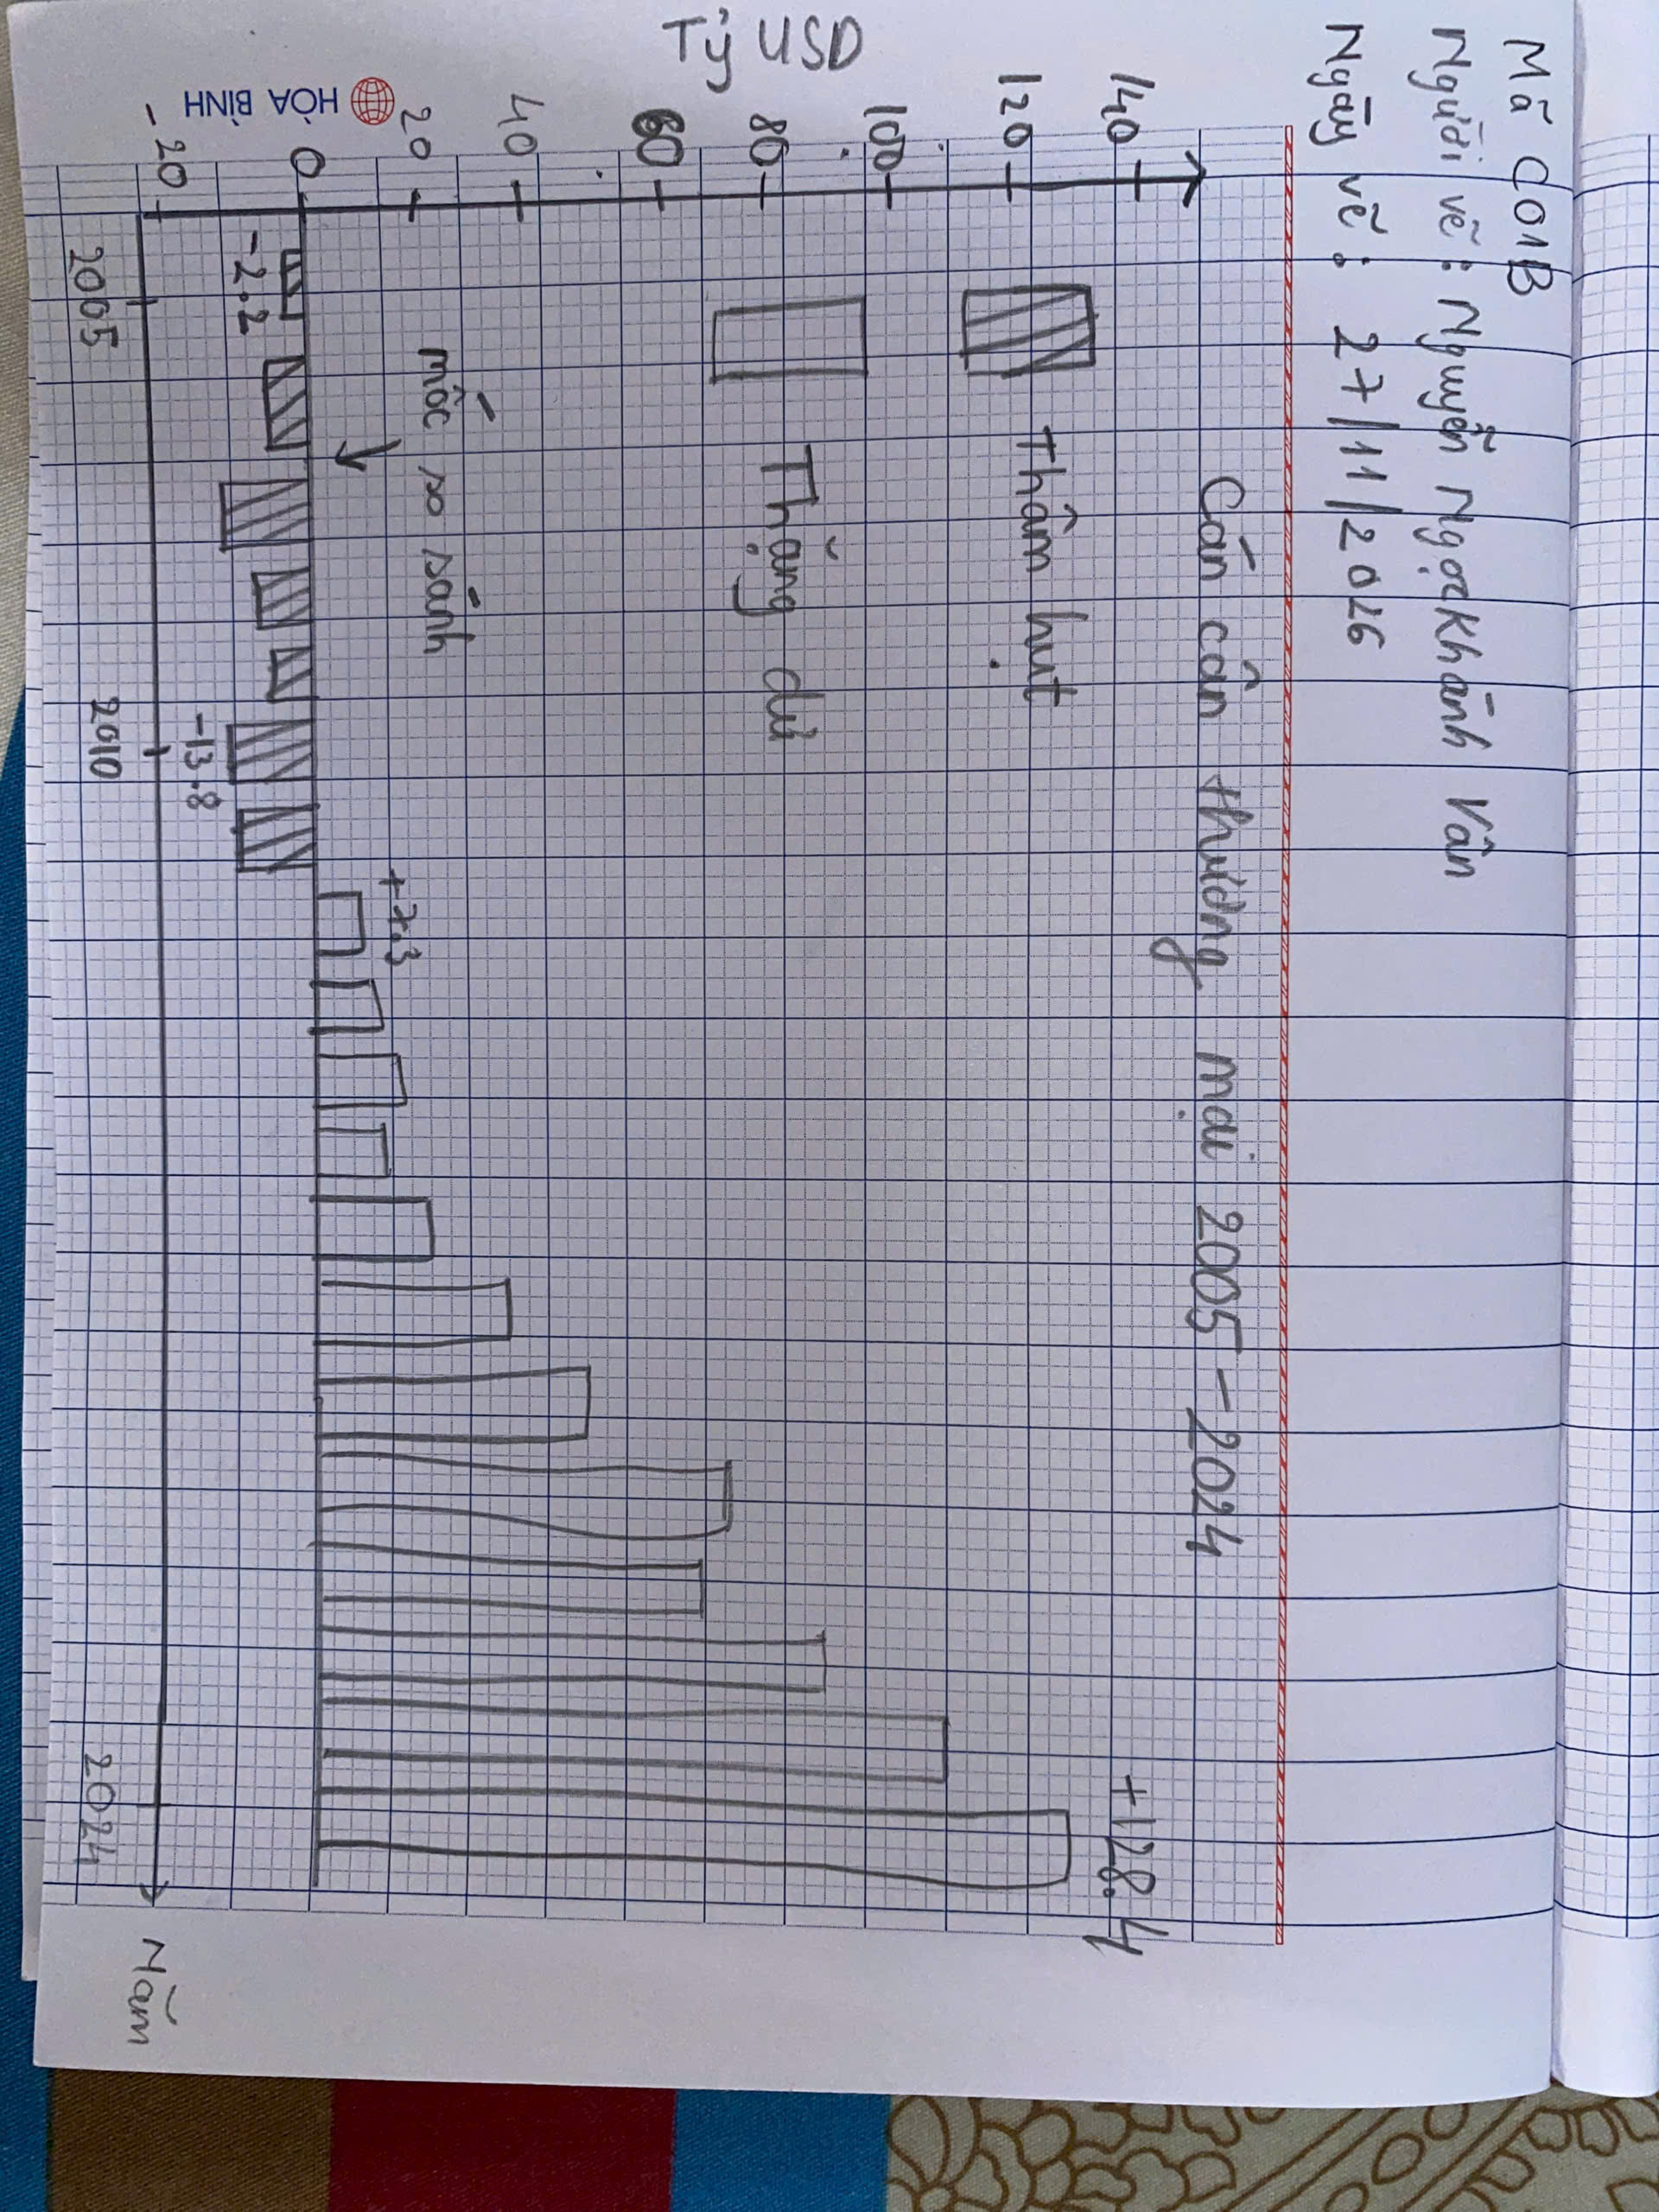 Mã C01B
Người vẽ: Nguyễn Ngọc Khánh Vân
Ngày vẽ: 27/11/2026
Cán cân thương mại 2005-2024
140
120
100
80
60
40
20
0
-20
Tỷ USD
Thâm hụt
Thặng dư
mốc so sánh
+128.4
+7.3
-2.2
-13.8
2005
2010
2024
Năm
HÒA BÌNH